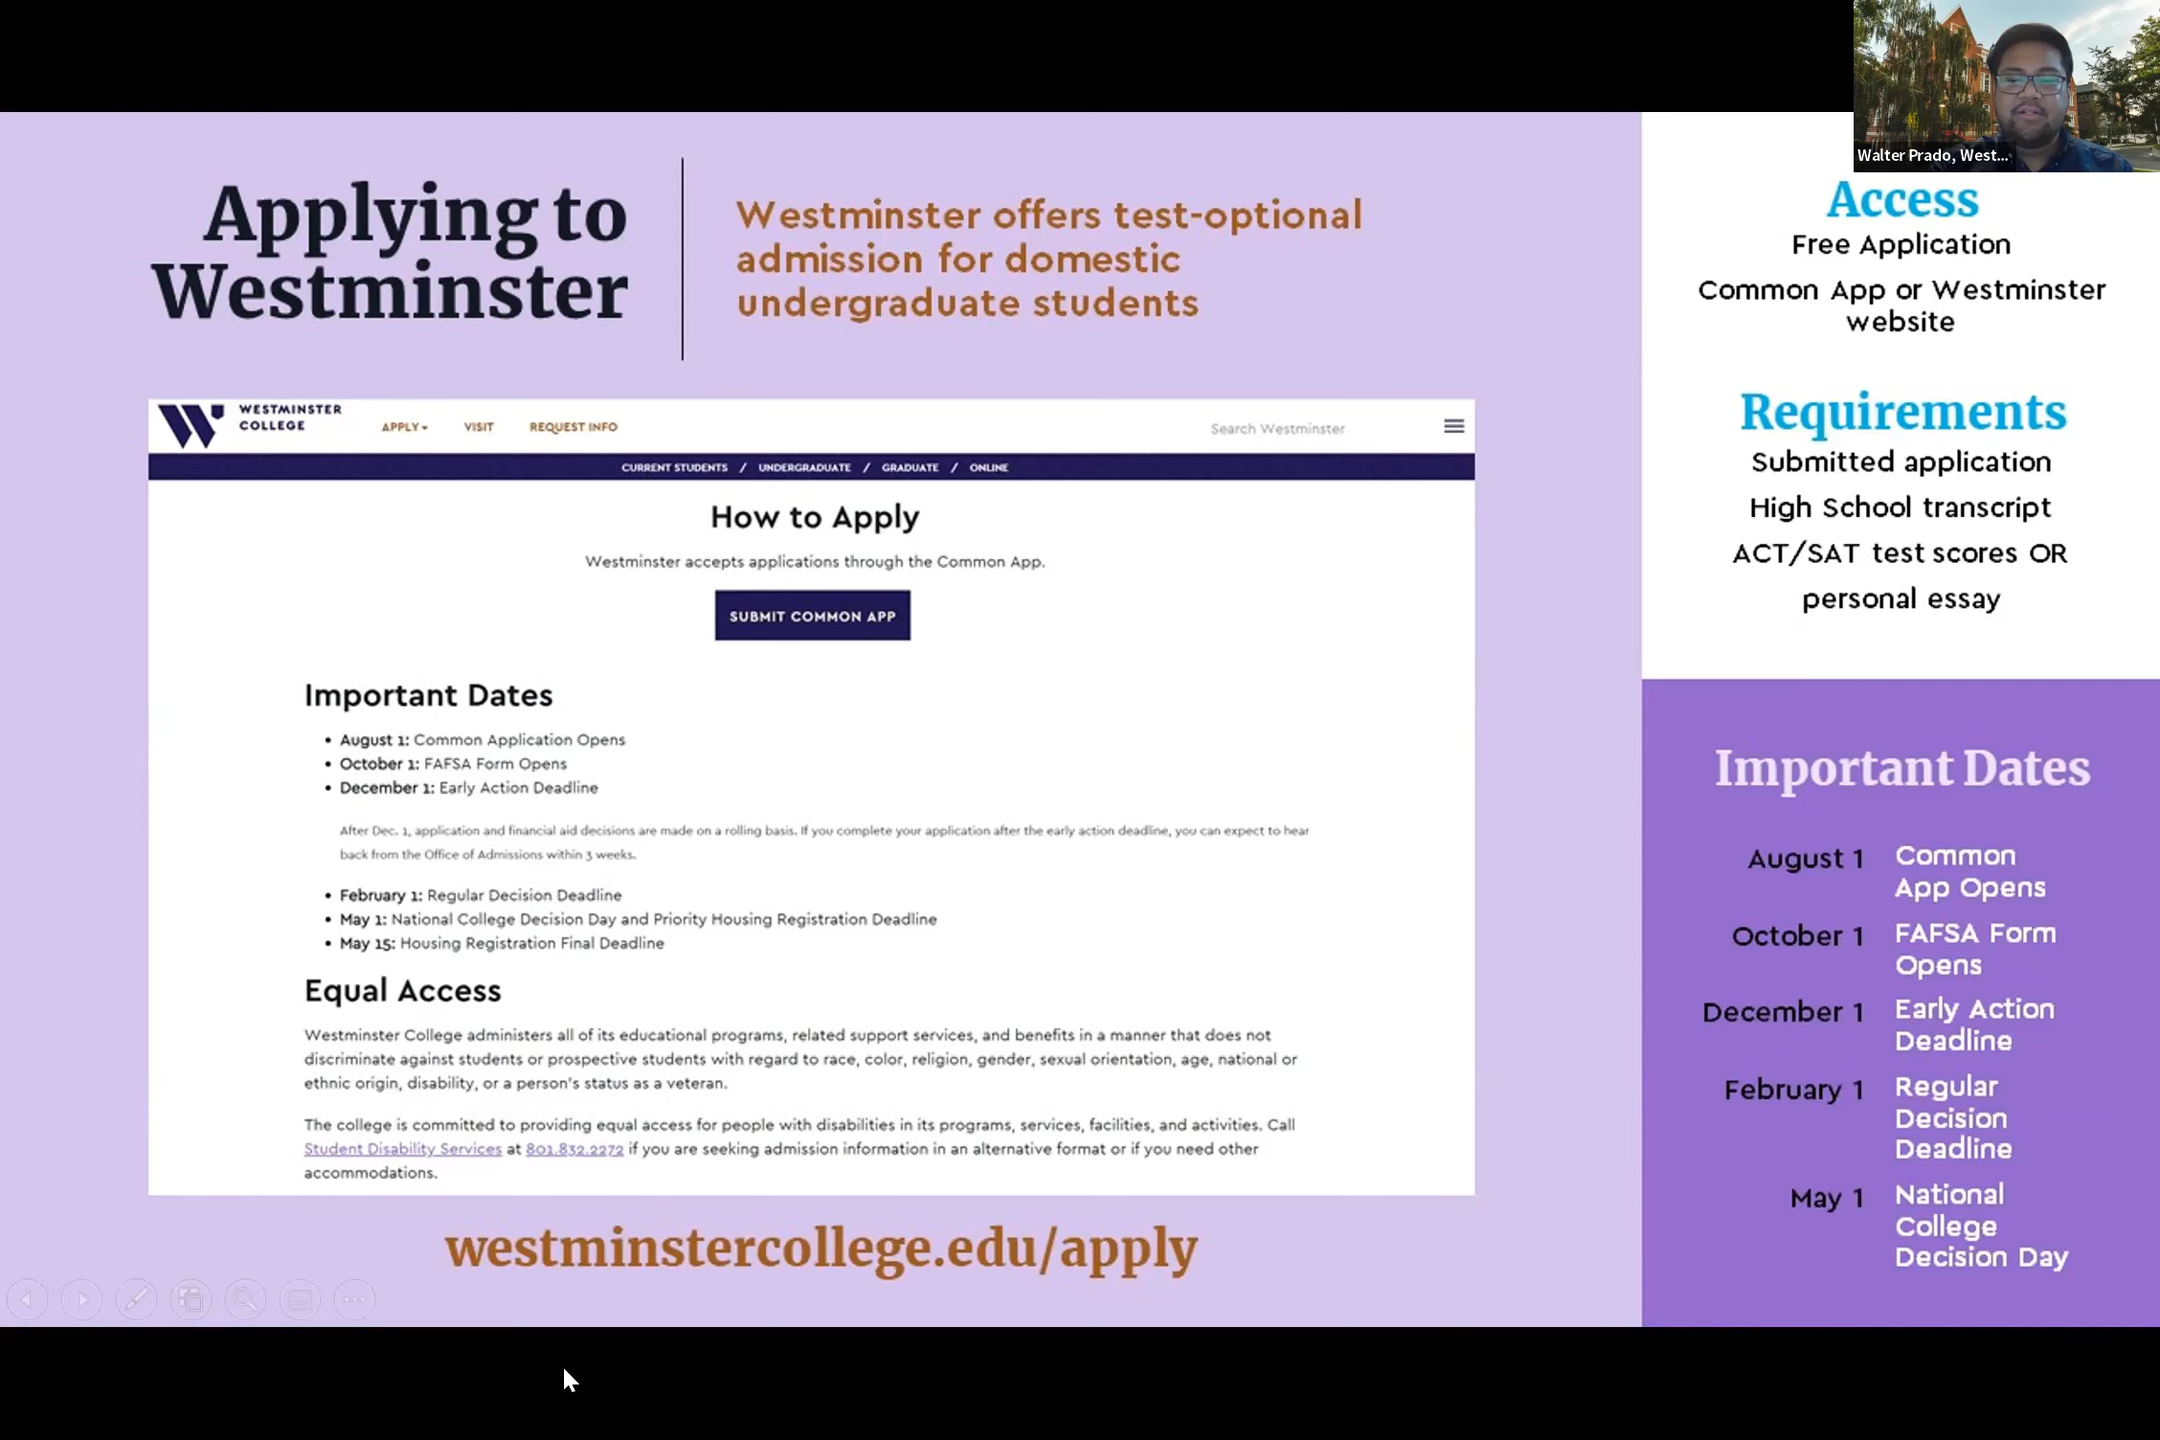 Walter Prado, West...
Applying to
Westminster
Westminster offers test-optional
admission for domestic
undergraduate students
WESTMINSTER
COLLEGE
APPLY
VISIT
REQUEST INFO
Search Westminster
CURRENT STUDENTS / UNDERGRADUATE / GRADUATE / ONLINE
How to Apply
Westminster accepts applications through the Common App.
SUBMIT COMMON APP
Important Dates
• August 1: Common Application Opens
• October 1: FAFSA Form Opens
• December 1: Early Action Deadline
After Dec. 1, application and financial aid decisions are made on a rolling basis. If you complete your application after the early action deadline, you can expect to hear
back from the Office of Admissions within 3 weeks.
• February 1: Regular Decision Deadline
• May 1: National College Decision Day and Priority Housing Registration Deadline
• May 15: Housing Registration Final Deadline
Equal Access
Westminster College administers all of its educational programs, related support services, and benefits in a manner that does not
discriminate against students or prospective students with regard to race, color, religion, gender, sexual orientation, age, national or
ethnic origin, disability, or a person's status as a veteran.
The college is committed to providing equal access for people with disabilities in its programs, services, facilities, and activities. Call
Student Disability Services at 801.832.2272 if you are seeking admission information in an alternative format or if you need other
accommodations.
westminstercollege.edu/apply
Access
Free Application
Common App or Westminster
website
Requirements
Submitted application
High School transcript
ACT/SAT test scores OR
personal essay
Important Dates
August 1 Common
App Opens
October 1 FAFSA Form
Opens
December 1 Early Action
Deadline
February 1 Regular
Decision
Deadline
May 1 National
College
Decision Day